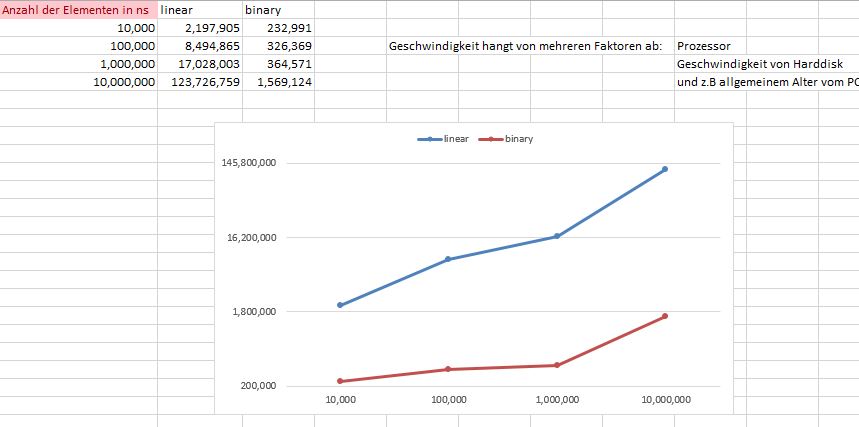 Anzahl der Elementen in ns linear binary
10,000 2,197,905 232,991
100,000 8,494,865 326,369 Geschwindigkeit hangt von mehreren Faktoren ab: Prozessor
1,000,000 17,028,003 364,571 Geschwindigkeit von Harddisk
10,000,000 123,726,759 1,569,124 und z.B allgemeinem Alter vom PC
linear binary
145,800,000
16,200,000
1,800,000
200,000
10,000 100,000 1,000,000 10,000,000